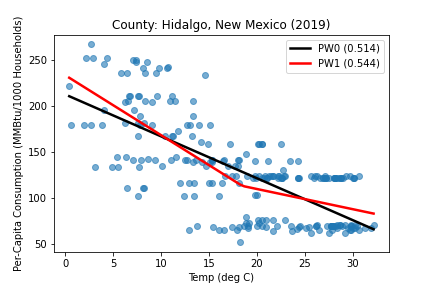 County: Hidalgo, New Mexico (2019)
Per-Capita Consumption (MMBtu/1000 Households)
250
200
150
100
50
PW0 (0.514)
PW1 (0.544)
0 5 10 15 20 25 30
Temp (deg C)